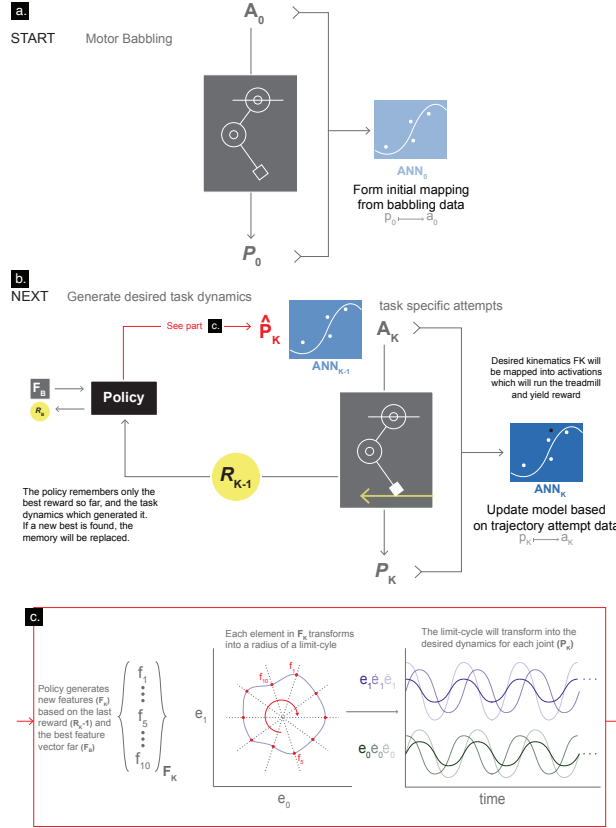 a.
START Motor Babbling
A0
ANN0
Form initial mapping
from babbling data
p0 a0
P0
b.
NEXT Generate desired task dynamics
See part c.
P̂K
ANNK-1
task specific attempts
AK
Desired kinematics FK will
be mapped into activations
which will run the treadmill
and yield reward
FB
RB
Policy
RK-1
ANNK
Update model based
on trajectory attempt data
pK aK
The policy remembers only the
best reward so far, and the task
dynamics which generated it.
If a new best is found, the
memory will be replaced.
PK
c.
Policy generates
new features (FK)
based on the last
reward (RK-1) and
the best feature
vector far (FB)
f1
f5
f10
FK
Each element in FK transforms
into a radius of a limit-cyle
f10
f1
f5
e1
e0
The limit-cycle will transform into the
desired dynamics for each joint (PK)
e1ė1ë1
e0ė0ë0
time